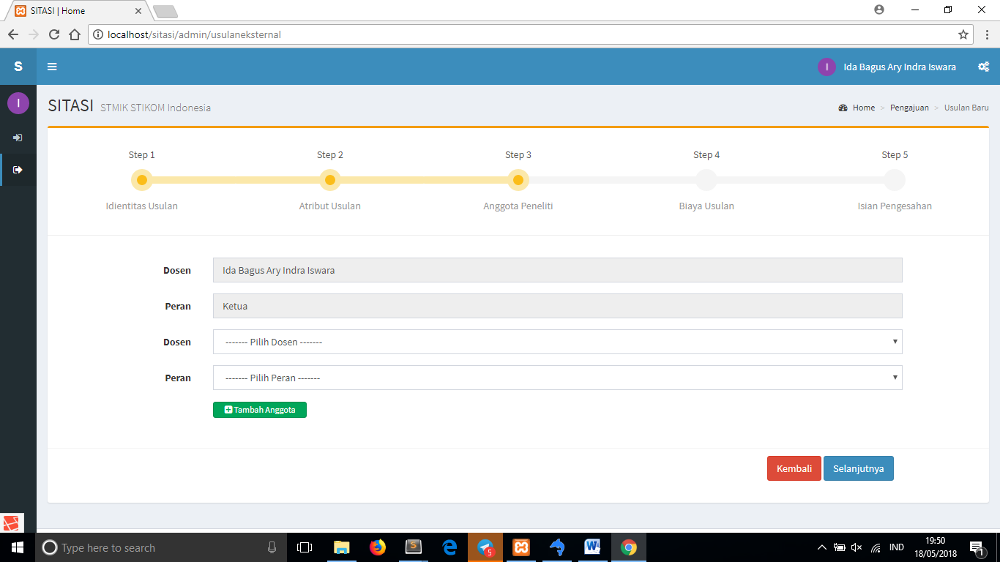 SITASI | Home
localhost/sitasi/admin/usulaneksternal
S
I Ida Bagus Ary Indra Iswara
I
SITASI STMIK STIKOM Indonesia
Home > Pengajuan > Usulan Baru
Step 1 Step 2 Step 3 Step 4 Step 5
Idientitas Usulan Atribut Usulan Anggota Peneliti Biaya Usulan Isian Pengesahan
Dosen Ida Bagus Ary Indra Iswara
Peran Ketua
Dosen ------- Pilih Dosen -------
Peran ------- Pilih Peran -------
Tambah Anggota
Kembali Selanjutnya
Type here to search
5
IND
19:50
18/05/2018
1